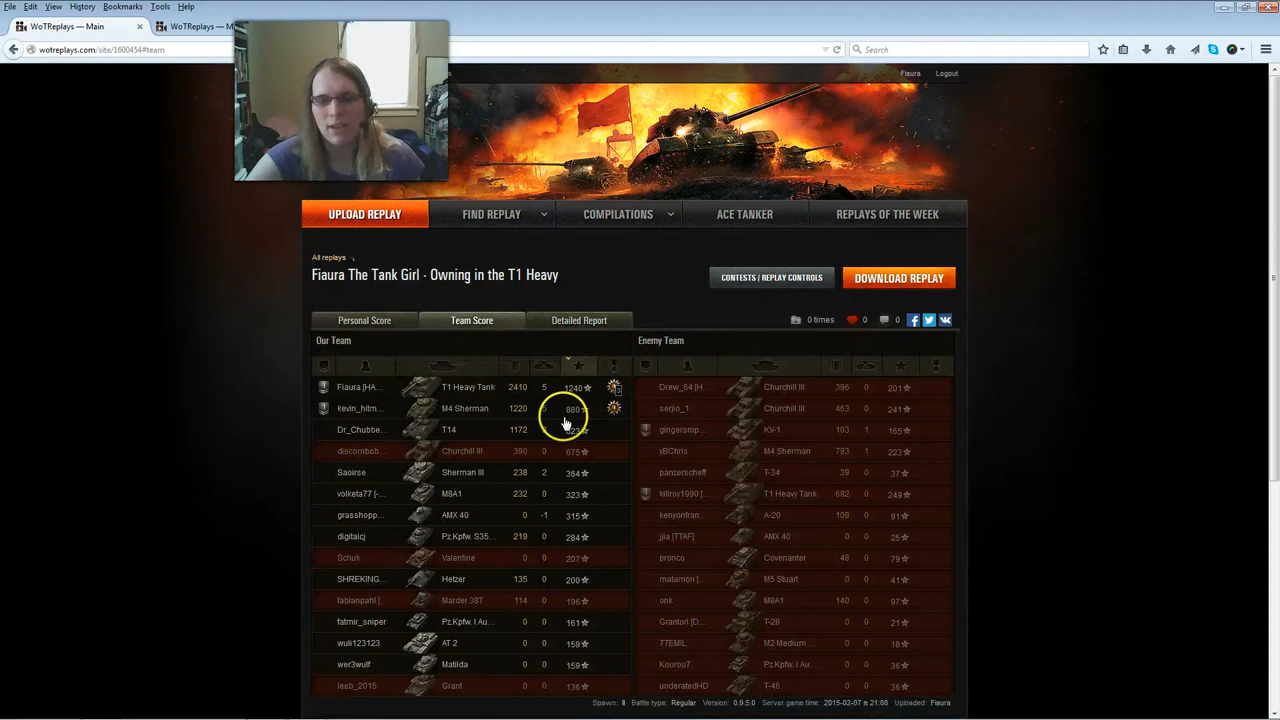 File Edit View History Bookmarks Tools Help
WoTReplays — Main
WoTReplays — M
wotreplays.com/site/1600454#team
Search
Fiaura Logout
UPLOAD REPLAY FIND REPLAY COMPILATIONS ACE TANKER REPLAYS OF THE WEEK
All replays
Fiaura The Tank Girl - Owning in the T1 Heavy
CONTESTS / REPLAY CONTROLS DOWNLOAD REPLAY
Personal Score Team Score Detailed Report 0 times 0 0
Our Team Enemy Team
Fiaura [HA... T1 Heavy Tank 2410 5 1240 3 Drew_64 [H... Churchill III 396 0 201
kevin_hitm... M4 Sherman 1220 880 serjio_1 Churchill III 463 0 241
Dr_Chubbe... T14 1172 gingersnip... KV-1 103 1 165
discombob... Churchill III 390 0 675 xBChris M4 Sherman 793 1 223
Saoirse Sherman III 238 2 364 panzerscheff T-34 39 0 37
volketa77 [-... M8A1 232 0 323 killroy1990 [... T1 Heavy Tank 682 0 249
grasshopp... AMX 40 0 -1 315 kenyonfran... A-20 109 0 91
digitalcj Pz.Kpfw. S35... 219 0 284 jjia [TTAF] AMX 40 0 0 25
Schuk Valentine 0 0 207 pronco Covenanter 48 0 79
SHREKING... Hetzer 135 0 200 matamon [... M5 Stuart 0 0 41
fabianpahl [... Marder 38T 114 0 196 onk M8A1 140 0 97
fatmir_sniper Pz.Kpfw. I Au... 0 0 161 Grantorl [D... T-28 0 0 21
wuli123123 AT 2 0 0 159 77EMIL M2 Medium ... 0 0 18
wer3wulf Matilda 0 0 159 Kourou7 Pz.Kpfw. I Au... 0 0 36
leeb_2015 Grant 0 0 136 underatedHD T-46 0 0 36
Spawn: II Battle type: Regular Version: 0.9.5.0 Server game time: 2015-02-07 в 21:08 Uploaded: Fiaura